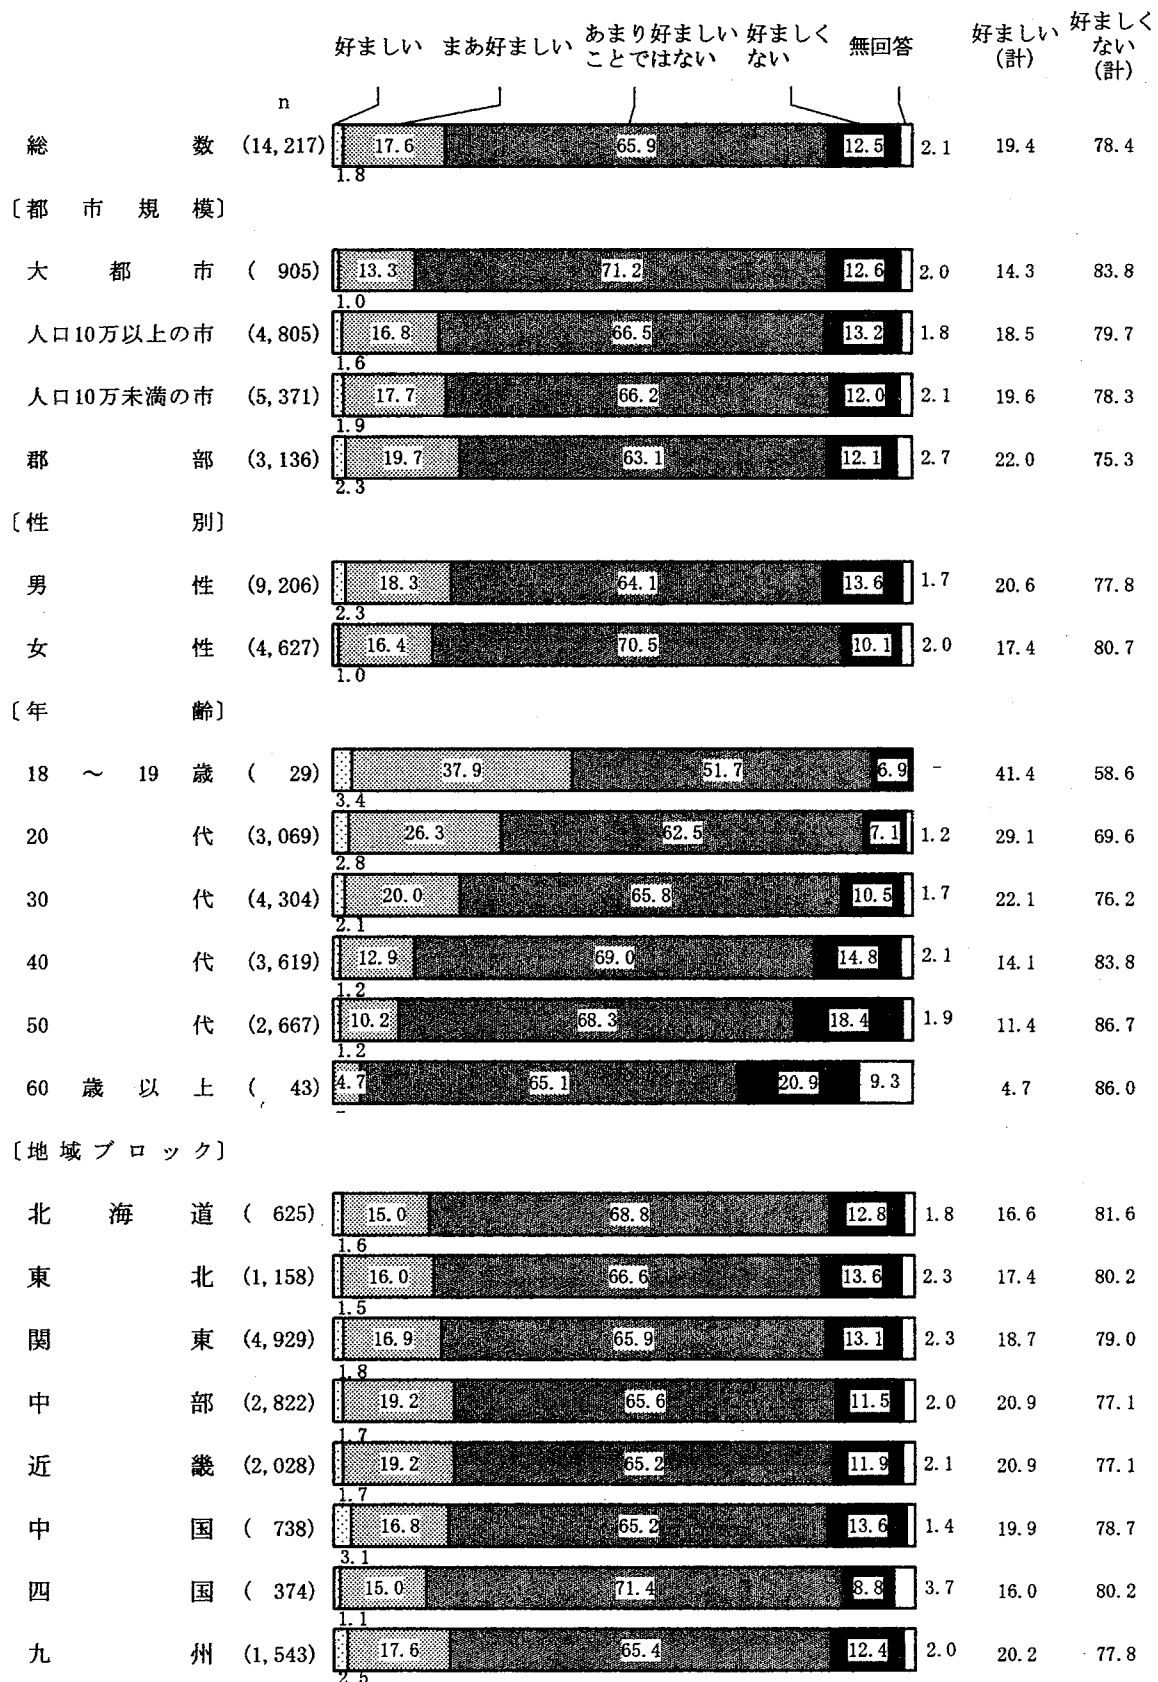 好ましい まあ好ましい あまり好ましいことではない 好ましくない 無回答 好ましい(計) 好ましくない(計)
n
総数 (14,217) 1.8 17.6 65.9 12.5 2.1 19.4 78.4
〔都市規模〕
大都市 ( 905) 1.0 13.3 71.2 12.6 2.0 14.3 83.8
人口10万以上の市 (4,805) 1.6 16.8 66.5 13.2 1.8 18.5 79.7
人口10万未満の市 (5,371) 1.9 17.7 66.2 12.0 2.1 19.6 78.3
郡部 (3,136) 2.3 19.7 63.1 12.1 2.7 22.0 75.3
〔性別〕
男性 (9,206) 2.3 18.3 64.1 13.6 1.7 20.6 77.8
女性 (4,627) 1.0 16.4 70.5 10.1 2.0 17.4 80.7
〔年齢〕
18～19歳 ( 29) 3.4 37.9 51.7 6.9 - 41.4 58.6
20代 (3,069) 2.8 26.3 62.5 7.1 1.2 29.1 69.6
30代 (4,304) 2.1 20.0 65.8 10.5 1.7 22.1 76.2
40代 (3,619) 1.2 12.9 69.0 14.8 2.1 14.1 83.8
50代 (2,667) 1.2 10.2 68.3 18.4 1.9 11.4 86.7
60歳以上 ( 43) - 4.7 65.1 20.9 9.3 4.7 86.0
〔地域ブロック〕
北海道 ( 625) 1.6 15.0 68.8 12.8 1.8 16.6 81.6
東北 (1,158) 1.5 16.0 66.6 13.6 2.3 17.4 80.2
関東 (4,929) 1.8 16.9 65.9 13.1 2.3 18.7 79.0
中部 (2,822) 1.7 19.2 65.6 11.5 2.0 20.9 77.1
近畿 (2,028) 1.7 19.2 65.2 11.9 2.1 20.9 77.1
中国 ( 738) 3.1 16.8 65.2 13.6 1.4 19.9 78.7
四国 ( 374) 1.1 15.0 71.4 8.8 3.7 16.0 80.2
九州 (1,543) 2.5 17.6 65.4 12.4 2.0 20.2 77.8